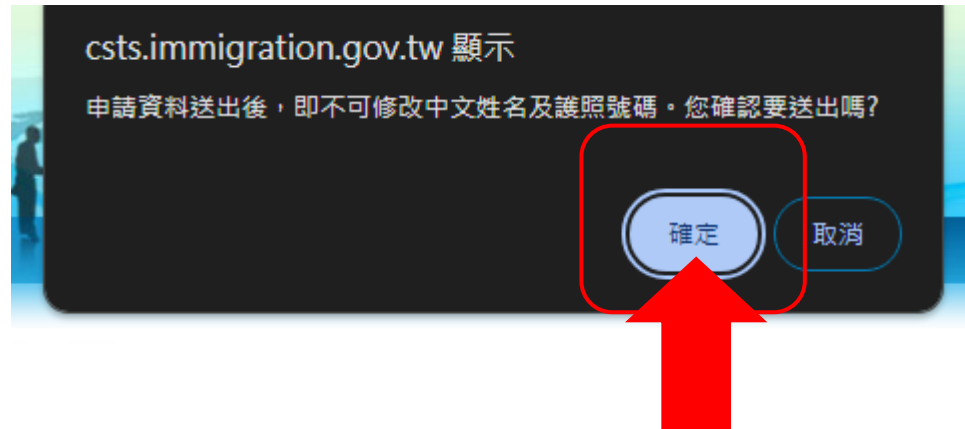 csts.immigration.gov.tw 顯示
申請資料送出後，即不可修改中文姓名及護照號碼。您確認要送出嗎?
確定
取消